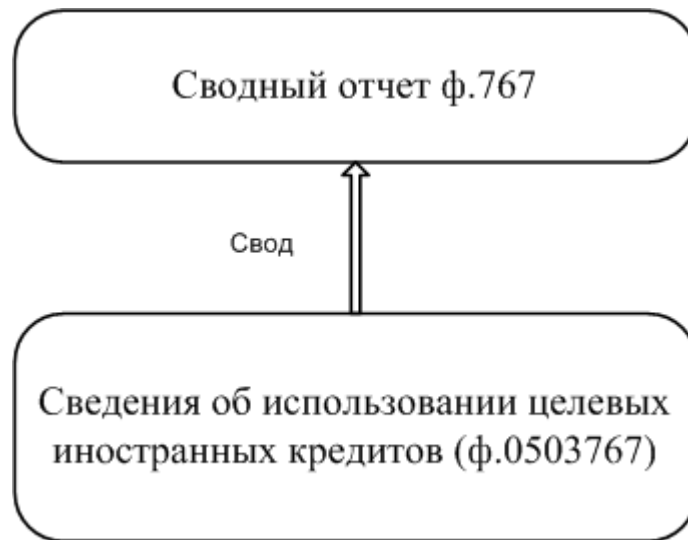 Сводный отчет ф.767
Свод
Сведения об использовании целевых
иностранных кредитов (ф.0503767)